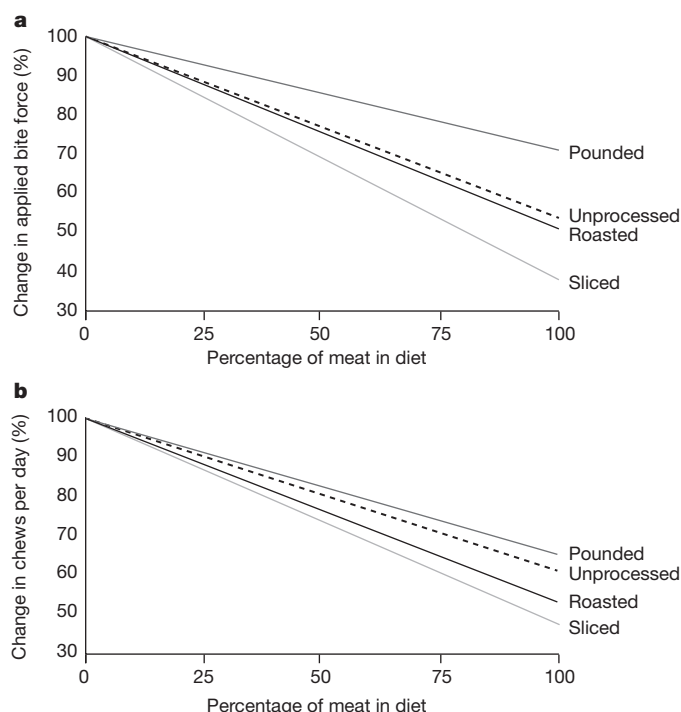 a
Change in applied bite force (%)
100
90
80
70
60
50
40
30
Pounded
Unprocessed
Roasted
Sliced
0 25 50 75 100
Percentage of meat in diet
b
Change in chews per day (%)
100
90
80
70
60
50
40
30
Pounded
Unprocessed
Roasted
Sliced
0 25 50 75 100
Percentage of meat in diet